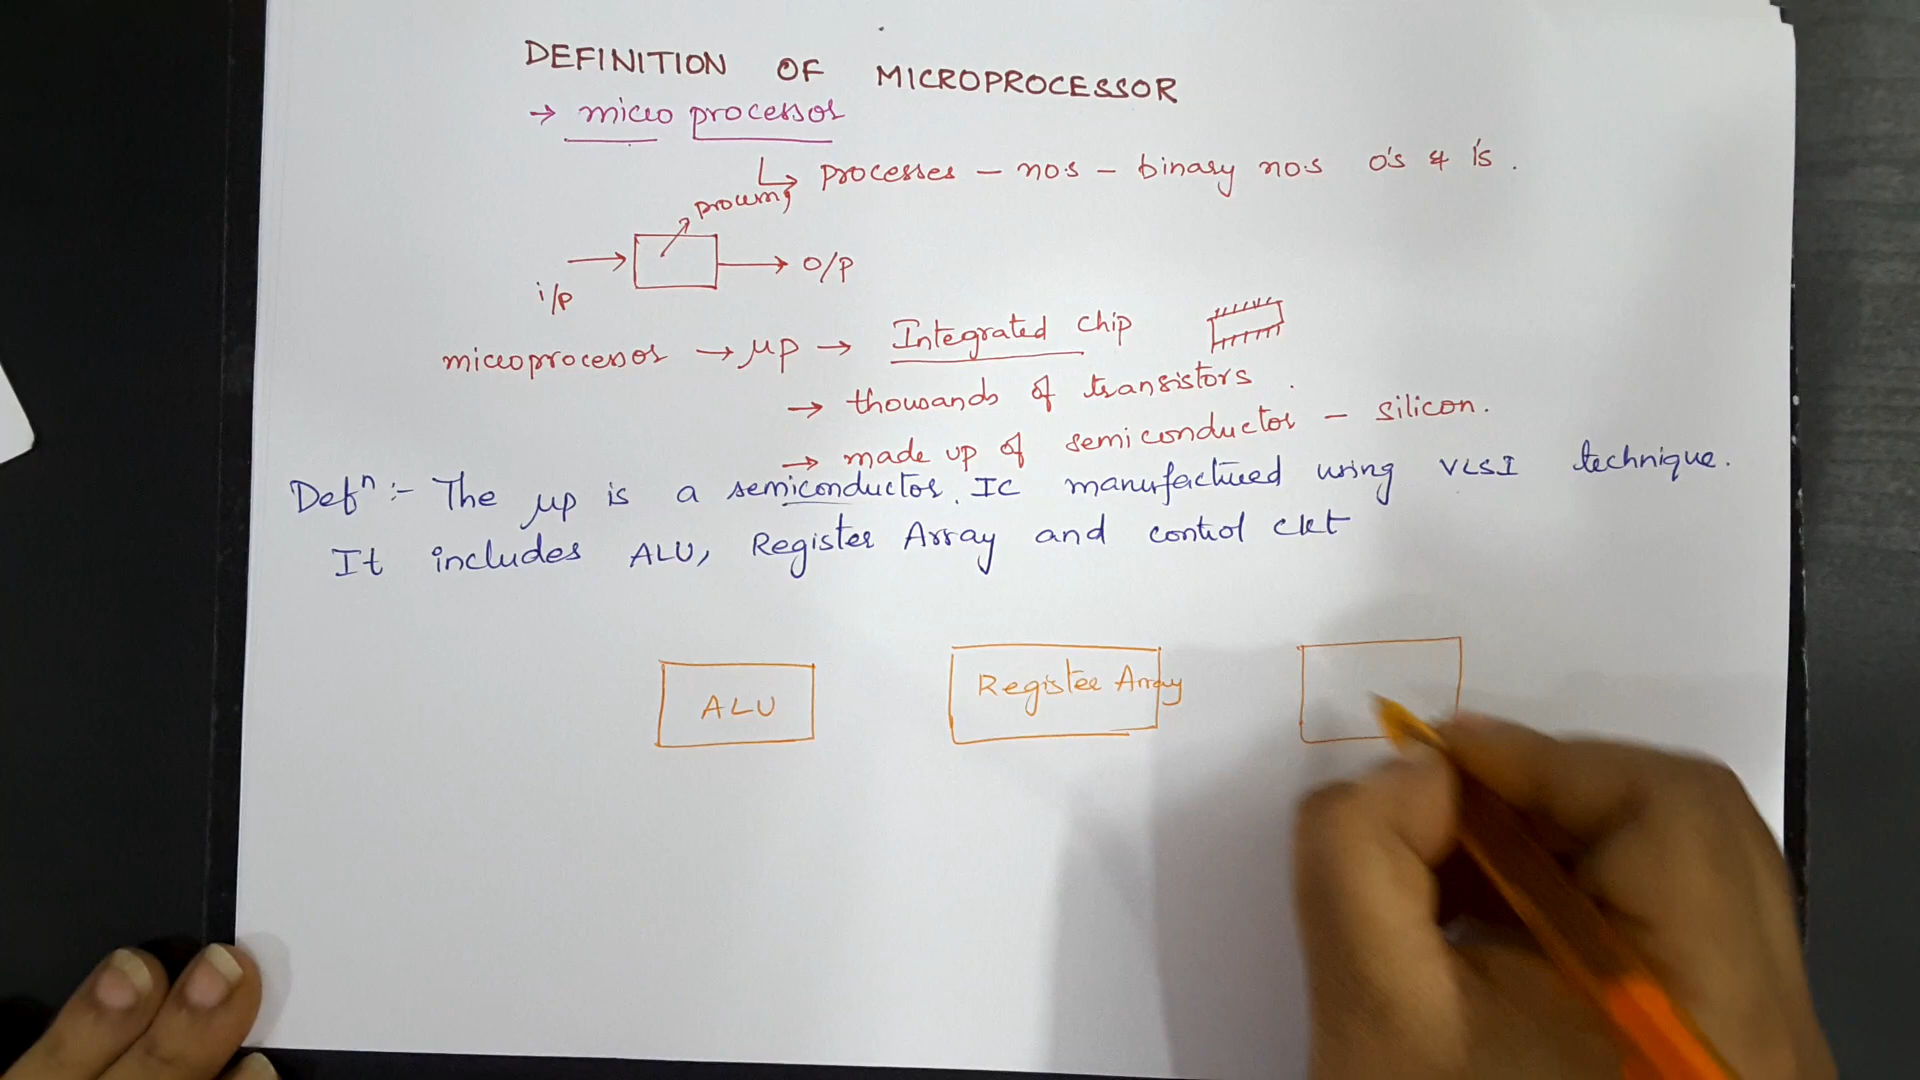 DEFINITION OF MICROPROCESSOR
→ micro processor
↳ processes - nos - binary nos 0's & 1's.
processing
i/p
O/P
microprocessor → μp → Integrated chip
→ thousands of transistors.
→ made up of semiconductor - silicon.
Defⁿ :- The μp is a semiconductor IC manufactured using VLSI technique.
It includes ALU, Register Array and control ckt
ALU
Register Array